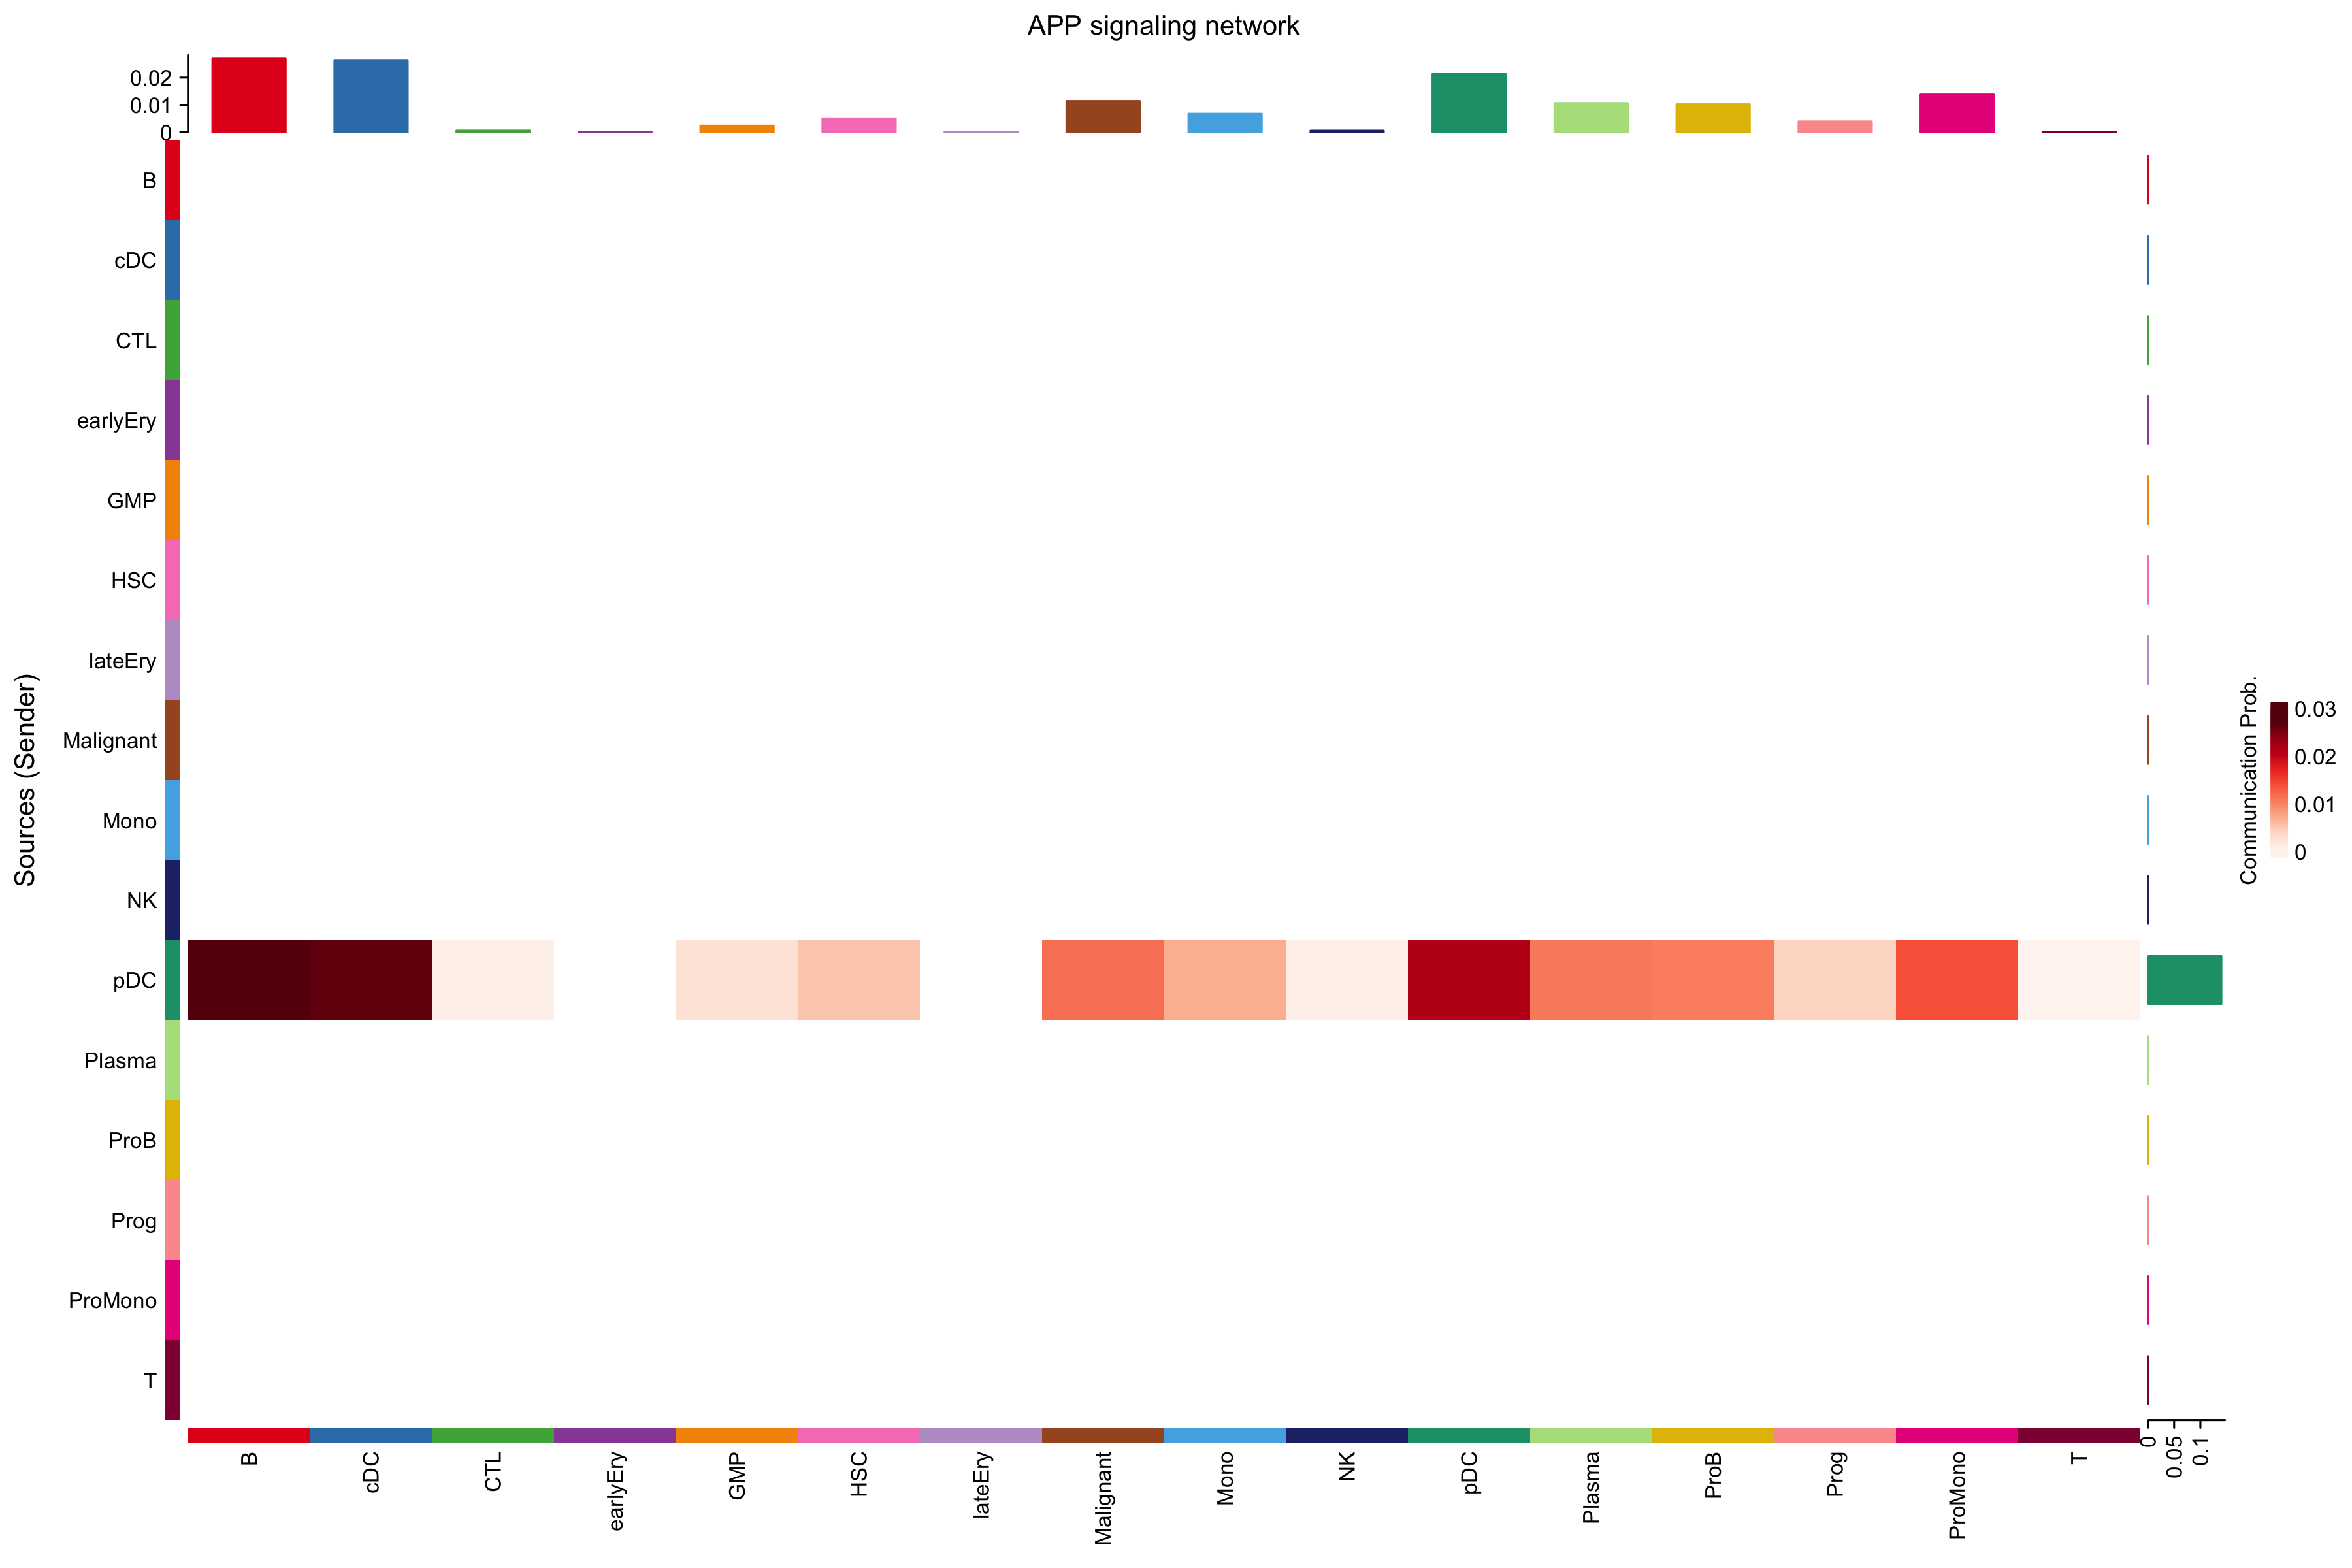 APP signaling network
0.02
0.01
0
B
cDC
CTL
earlyEry
GMP
HSC
lateEry
Malignant
Mono
NK
pDC
Plasma
ProB
Prog
ProMono
T
Sources (Sender)
B
cDC
CTL
earlyEry
GMP
HSC
lateEry
Malignant
Mono
NK
pDC
Plasma
ProB
Prog
ProMono
T
0
0.05
0.1
Communication Prob.
0.03
0.02
0.01
0